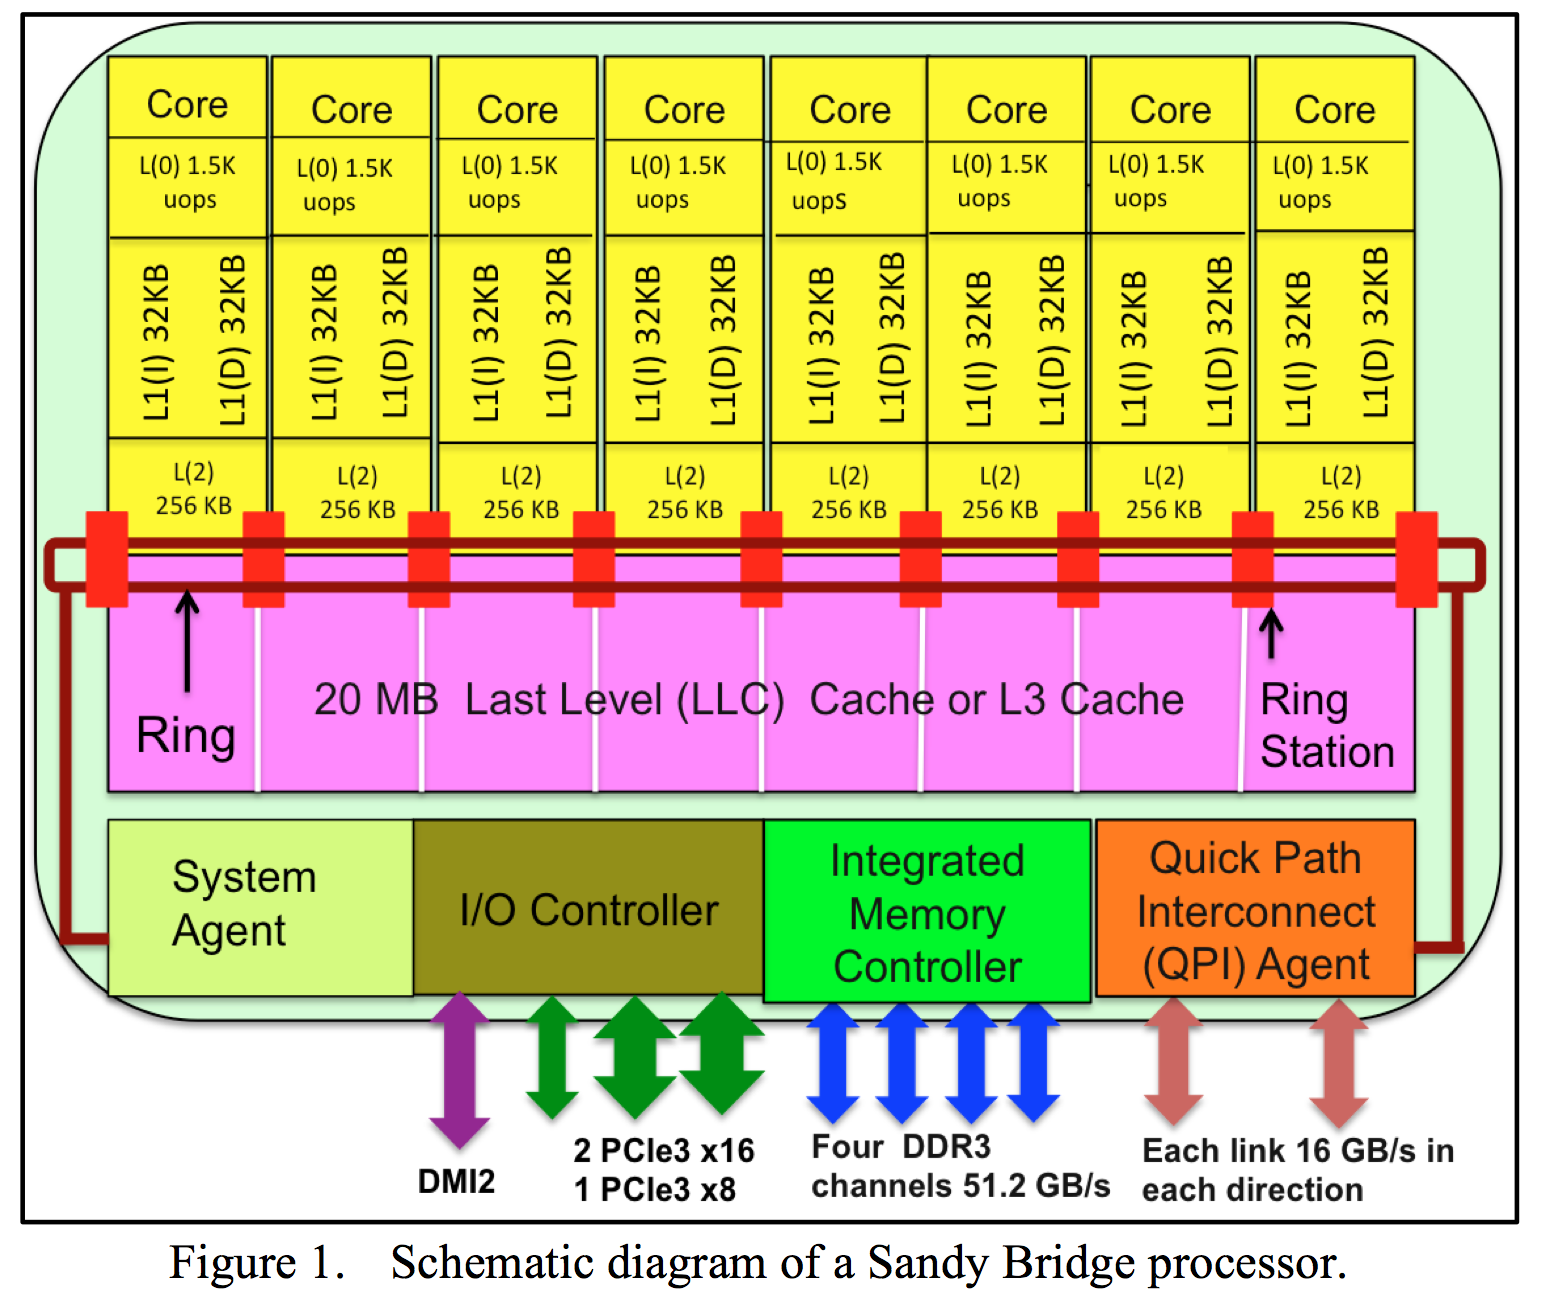 Core Core Core Core Core Core Core Core
L(0) 1.5K L(0) 1.5K L(0) 1.5K L(0) 1.5K L(0) 1.5K L(0) 1.5K L(0) 1.5K L(0) 1.5K
uops uops uops uops uops uops uops uops
L1(I) 32KB L1(D) 32KB L1(I) 32KB L1(D) 32KB L1(I) 32KB L1(D) 32KB L1(I) 32KB L1(D) 32KB L1(I) 32KB L1(D) 32KB L1(I) 32KB L1(D) 32KB L1(I) 32KB L1(D) 32KB L1(I) 32KB L1(D) 32KB
L(2) L(2) L(2) L(2) L(2) L(2) L(2) L(2)
256 KB 256 KB 256 KB 256 KB 256 KB 256 KB 256 KB 256 KB
20 MB Last Level (LLC) Cache or L3 Cache
Ring
Ring
Station
System
Agent
I/O Controller
Integrated
Memory
Controller
Quick Path
Interconnect
(QPI) Agent
DMI2
2 PCIe3 x16
1 PCIe3 x8
Four DDR3
channels 51.2 GB/s
Each link 16 GB/s in
each direction
Figure 1. Schematic diagram of a Sandy Bridge processor.